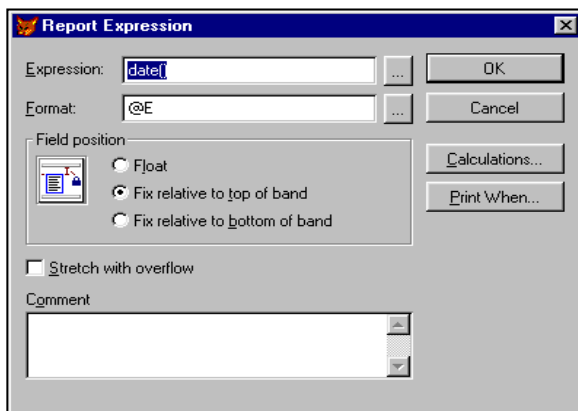 Report Expression
Expression: date() ... OK
Format: @E ... Cancel
Field position
Float
Fix relative to top of band
Fix relative to bottom of band
Calculations...
Print When...
Stretch with overflow
Comment